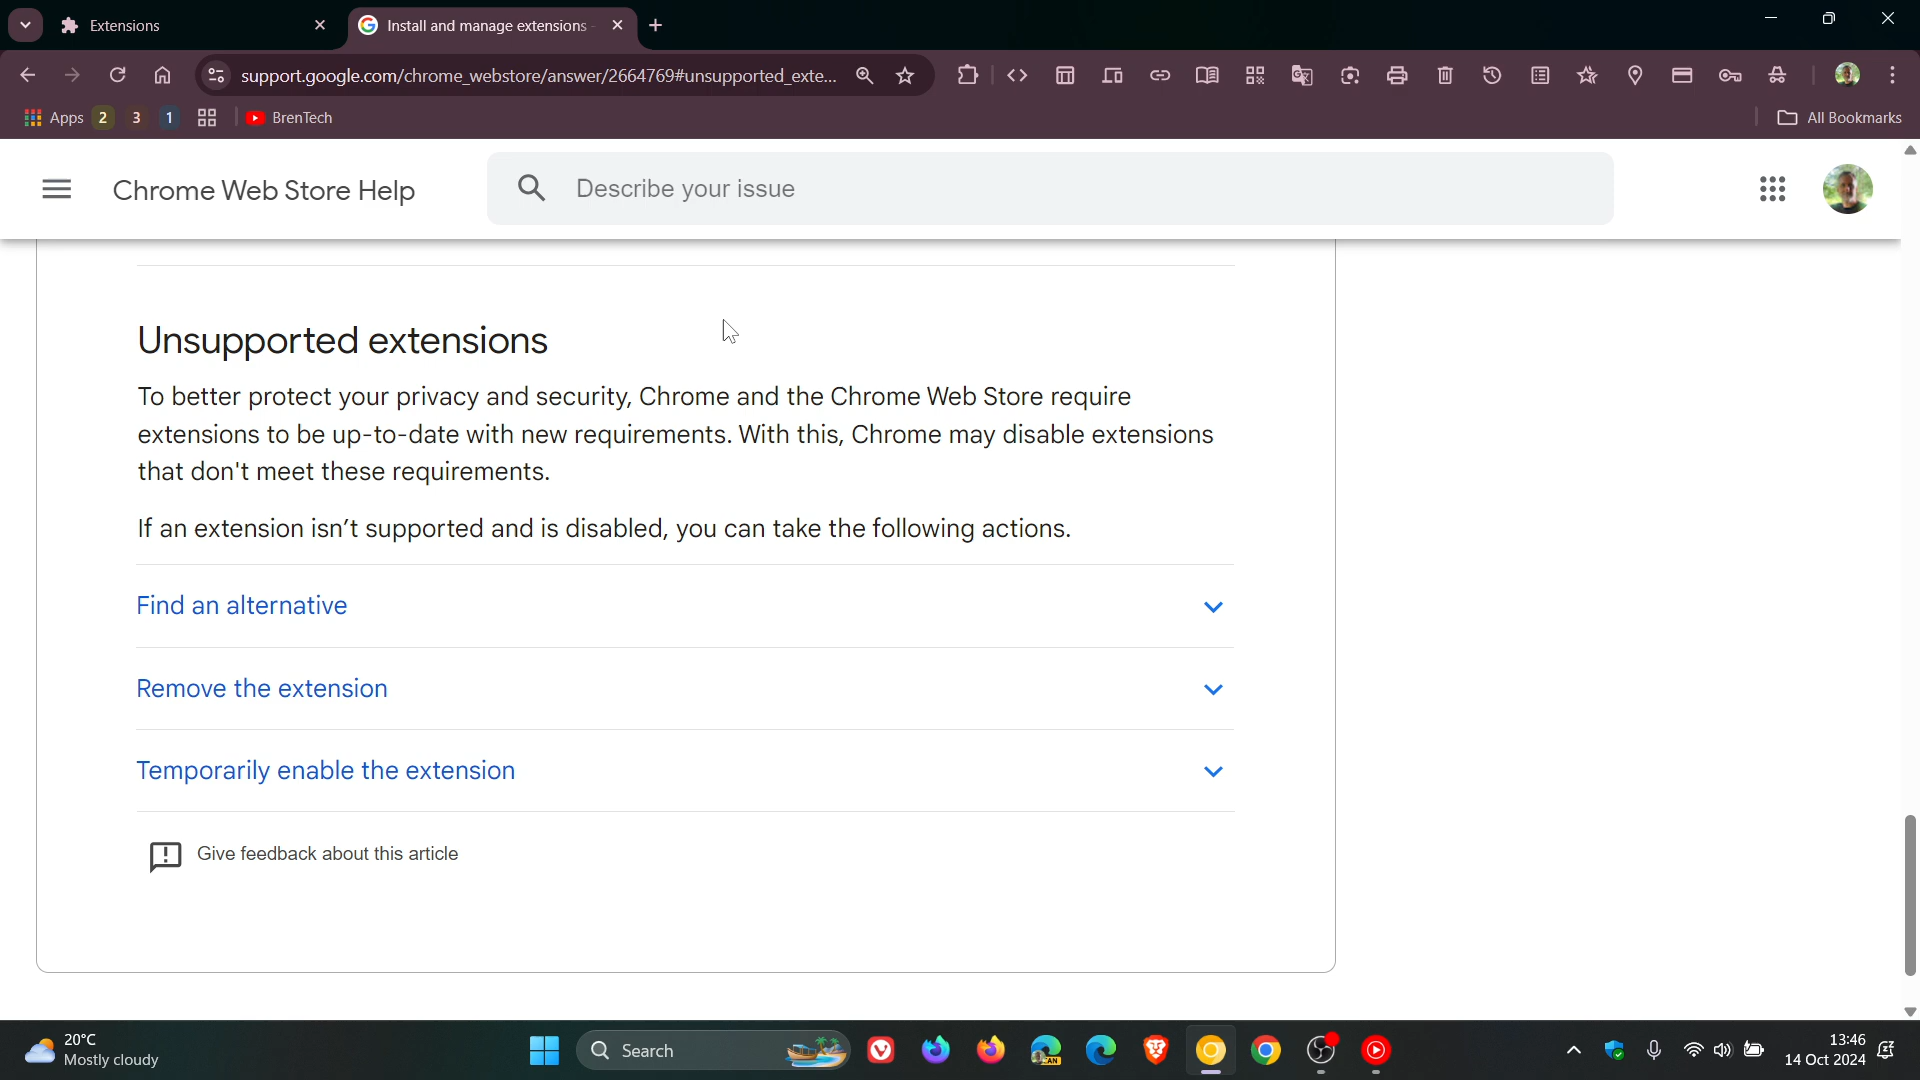 Extensions
Install and manage extensions -
support.google.com/chrome_webstore/answer/2664769#unsupported_exte...
Apps
2
3
1
BrenTech
All Bookmarks
Chrome Web Store Help
Describe your issue
Unsupported extensions
To better protect your privacy and security, Chrome and the Chrome Web Store require
extensions to be up-to-date with new requirements. With this, Chrome may disable extensions
that don't meet these requirements.
If an extension isn’t supported and is disabled, you can take the following actions.
Find an alternative
Remove the extension
Temporarily enable the extension
Give feedback about this article
20°C
Mostly cloudy
Search
CAN
13:46
14 Oct 2024